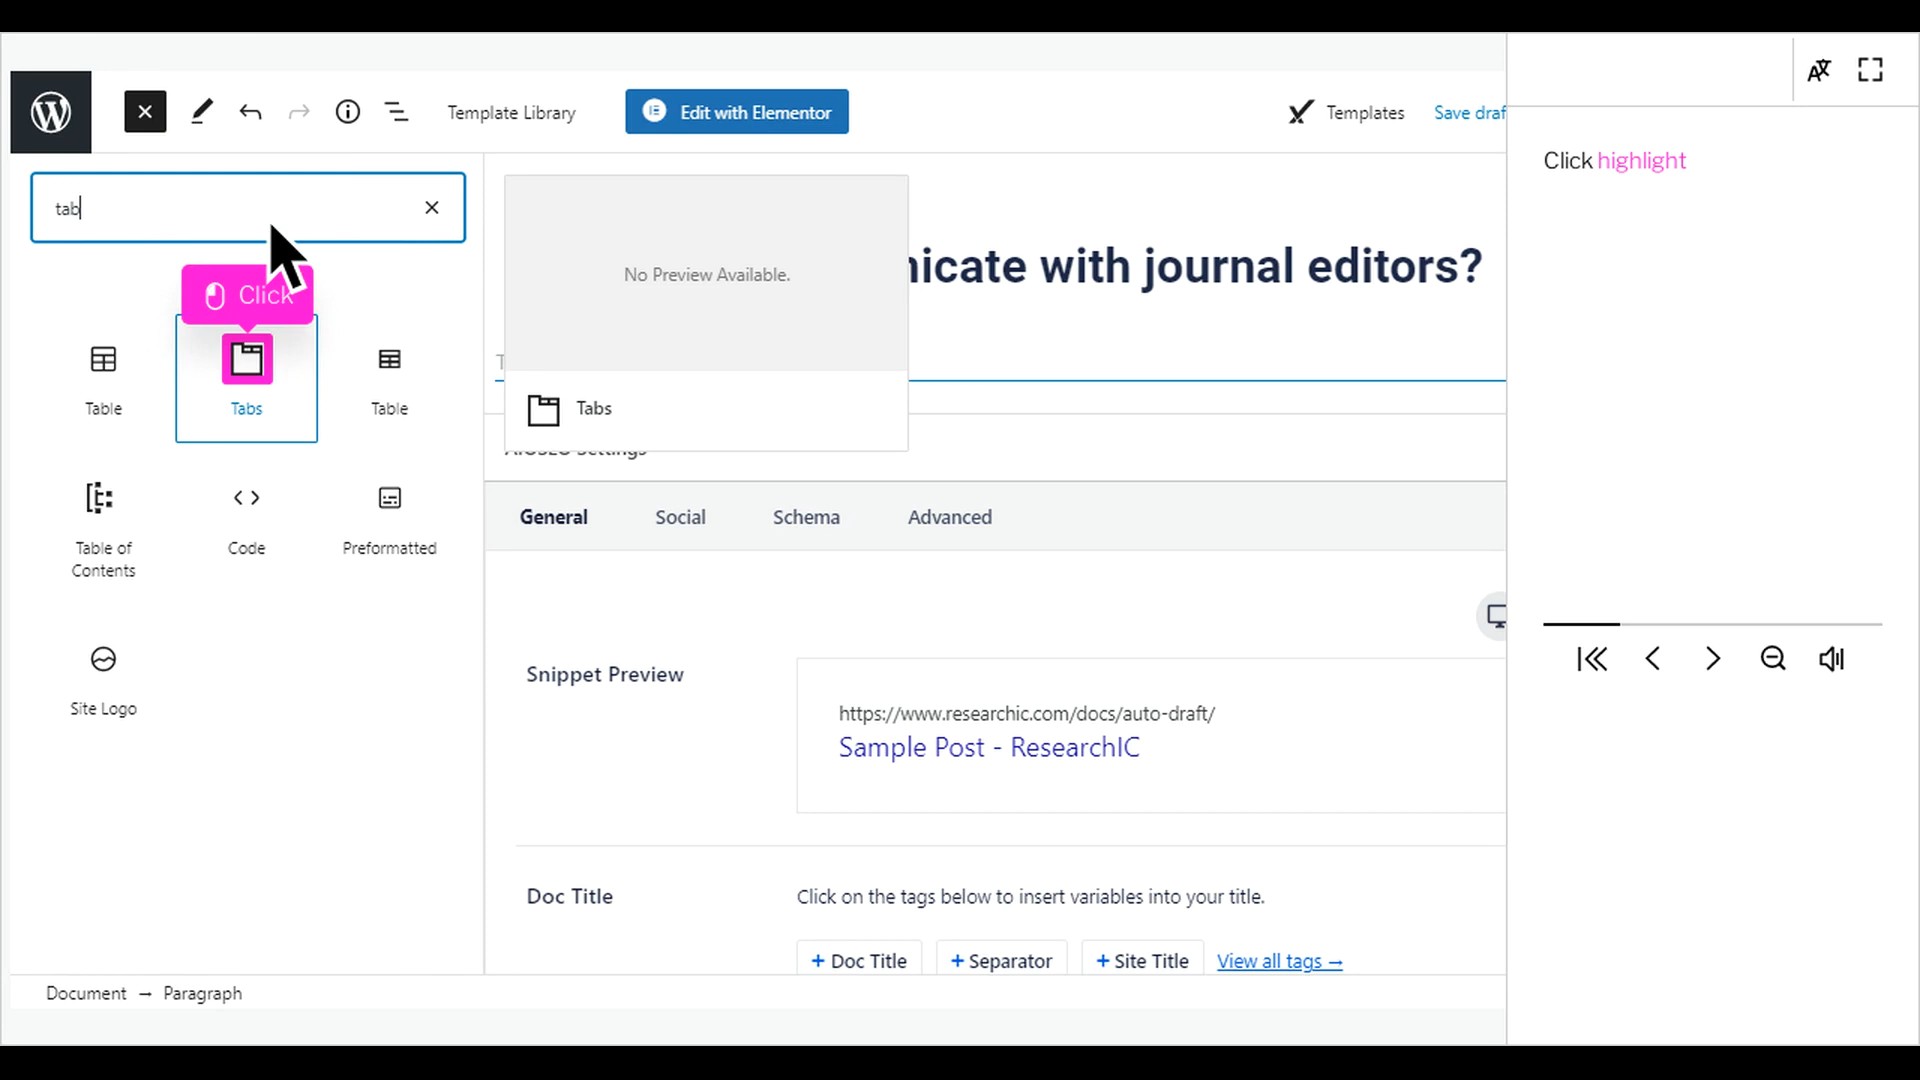 Template Library
Edit with Elementor
Templates
Save draf
tab
Click
Table
Tabs
Table
Table of
Contents
Code
Preformatted
Site Logo
No Preview Available.
Tabs
nicate with journal editors?
T
AIOSEO Settings
General
Social
Schema
Advanced
Snippet Preview
https://www.researchic.com/docs/auto-draft/
Sample Post - ResearchIC
Doc Title
Click on the tags below to insert variables into your title.
+ Doc Title
+ Separator
+ Site Title
View all tags →
Document → Paragraph
Click highlight